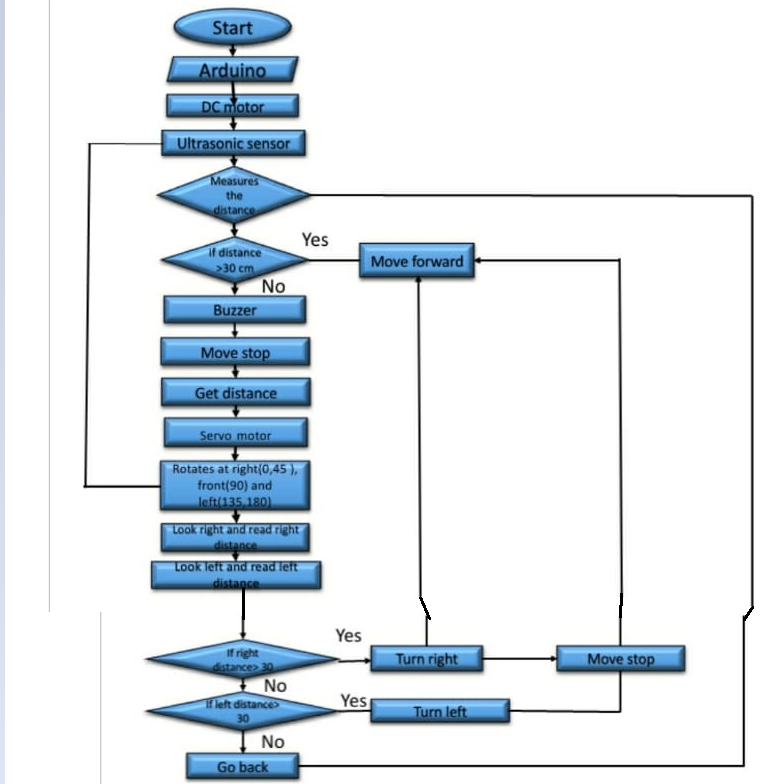 Start
Arduino
DC motor
Ultrasonic sensor
Measures
the
distance
If distance
>30 cm
Yes
Move forward
No
Buzzer
Move stop
Get distance
Servo motor
Rotates at right(0,45 ),
front(90) and
left(135,180)
Look right and read right
distance
Look left and read left
distance
If right
distance> 30
Yes
Turn right
Move stop
No
If left distance>
30
Yes
Turn left
No
Go back